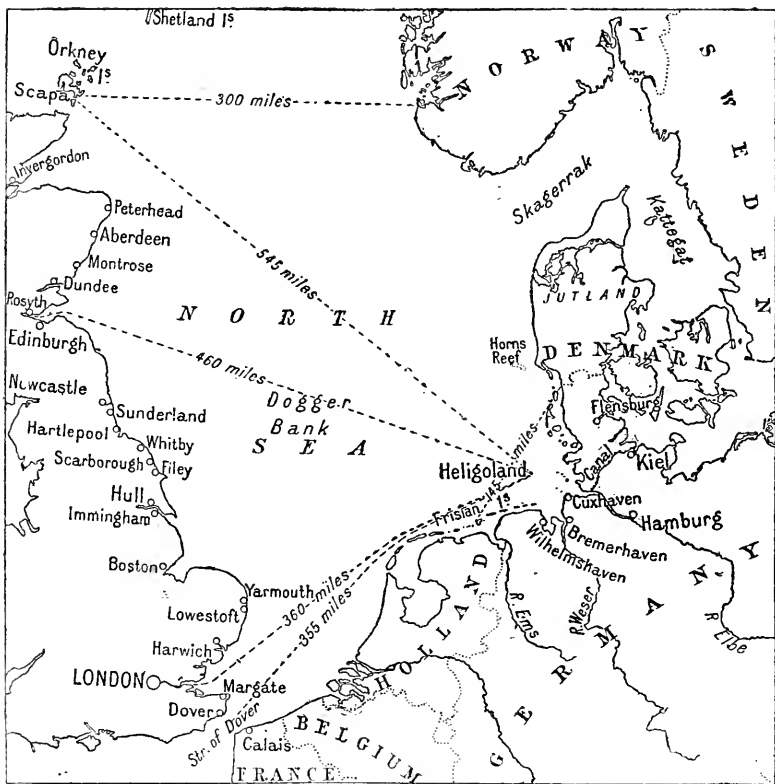 Shetland Is.
Orkney
Is.
Scapa
300 miles
NORWAY
SWEDEN
Invergordon
Skagerrak
Kattegat
Peterhead
Aberdeen
Montrose
Dundee
545 miles
JUTLAND
Rosyth
Edinburgh
NORTH
SEA
Horns
Reef
DENMARK
460 miles
Dogger
Bank
Newcastle
Sunderland
Hartlepool
Whitby
Scarborough
Filey
Flensburg
Canal
Kiel
Heligoland
145 miles
Frisian Is.
Hull
Immingham
Cuxhaven
Hamburg
Bremerhaven
Wilhelmshaven
Boston
Yarmouth
Lowestoft
360 miles
355 miles
HOLLAND
R. Ems
R. Weser
R. Elbe
GERMANY
Harwich
LONDON
Margate
Dover
Str. of Dover
Calais
BELGIUM
FRANCE